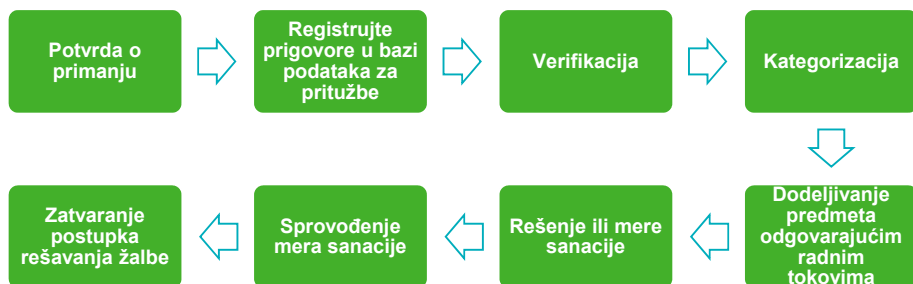 Potvrda o
primanju
Registrujte
prigovore u bazi
podataka za
pritužbe
Verifikacija
Kategorizacija
Dodeljivanje
predmeta
odgovarajućim
radnim
tokovima
Rešenje ili mere
sanacije
Sprovođenje
mera sanacije
Zatvaranje
postupka
rešavanja žalbe